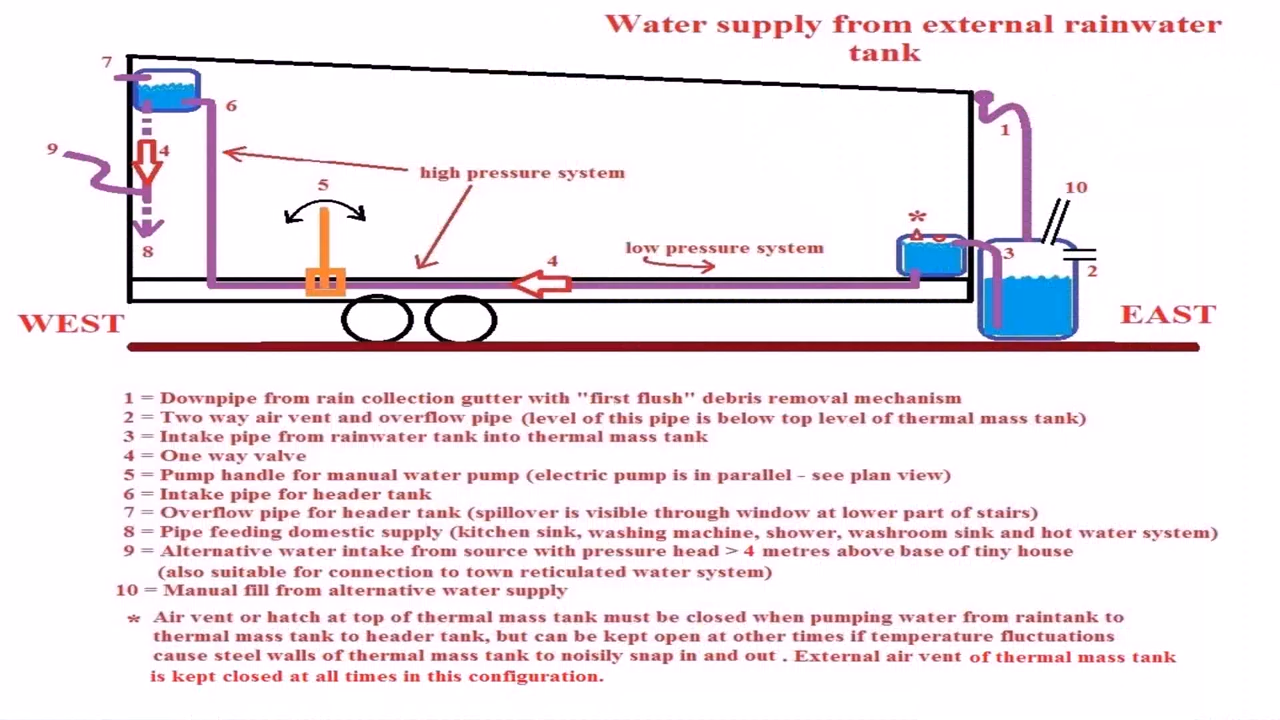 Water supply from external rainwater
tank
7
6
1
9
4
high pressure system
5
10
*
low pressure system
8
4
3
2
WEST
EAST
1 = Downpipe from rain collection gutter with "first flush" debris removal mechanism
2 = Two way air vent and overflow pipe (level of this pipe is below top level of thermal mass tank)
3 = Intake pipe from rainwater tank into thermal mass tank
4 = One way valve
5 = Pump handle for manual water pump (electric pump is in parallel - see plan view)
6 = Intake pipe for header tank
7 = Overflow pipe for header tank (spillover is visible through window at lower part of stairs)
8 = Pipe feeding domestic supply (kitchen sink, washing machine, shower, washroom sink and hot water system)
9 = Alternative water intake from source with pressure head > 4 metres above base of tiny house
(also suitable for connection to town reticulated water system)
10 = Manual fill from alternative water supply
* Air vent or hatch at top of thermal mass tank must be closed when pumping water from raintank to
thermal mass tank to header tank, but can be kept open at other times if temperature fluctuations
cause steel walls of thermal mass tank to noisily snap in and out . External air vent of thermal mass tank
is kept closed at all times in this configuration.